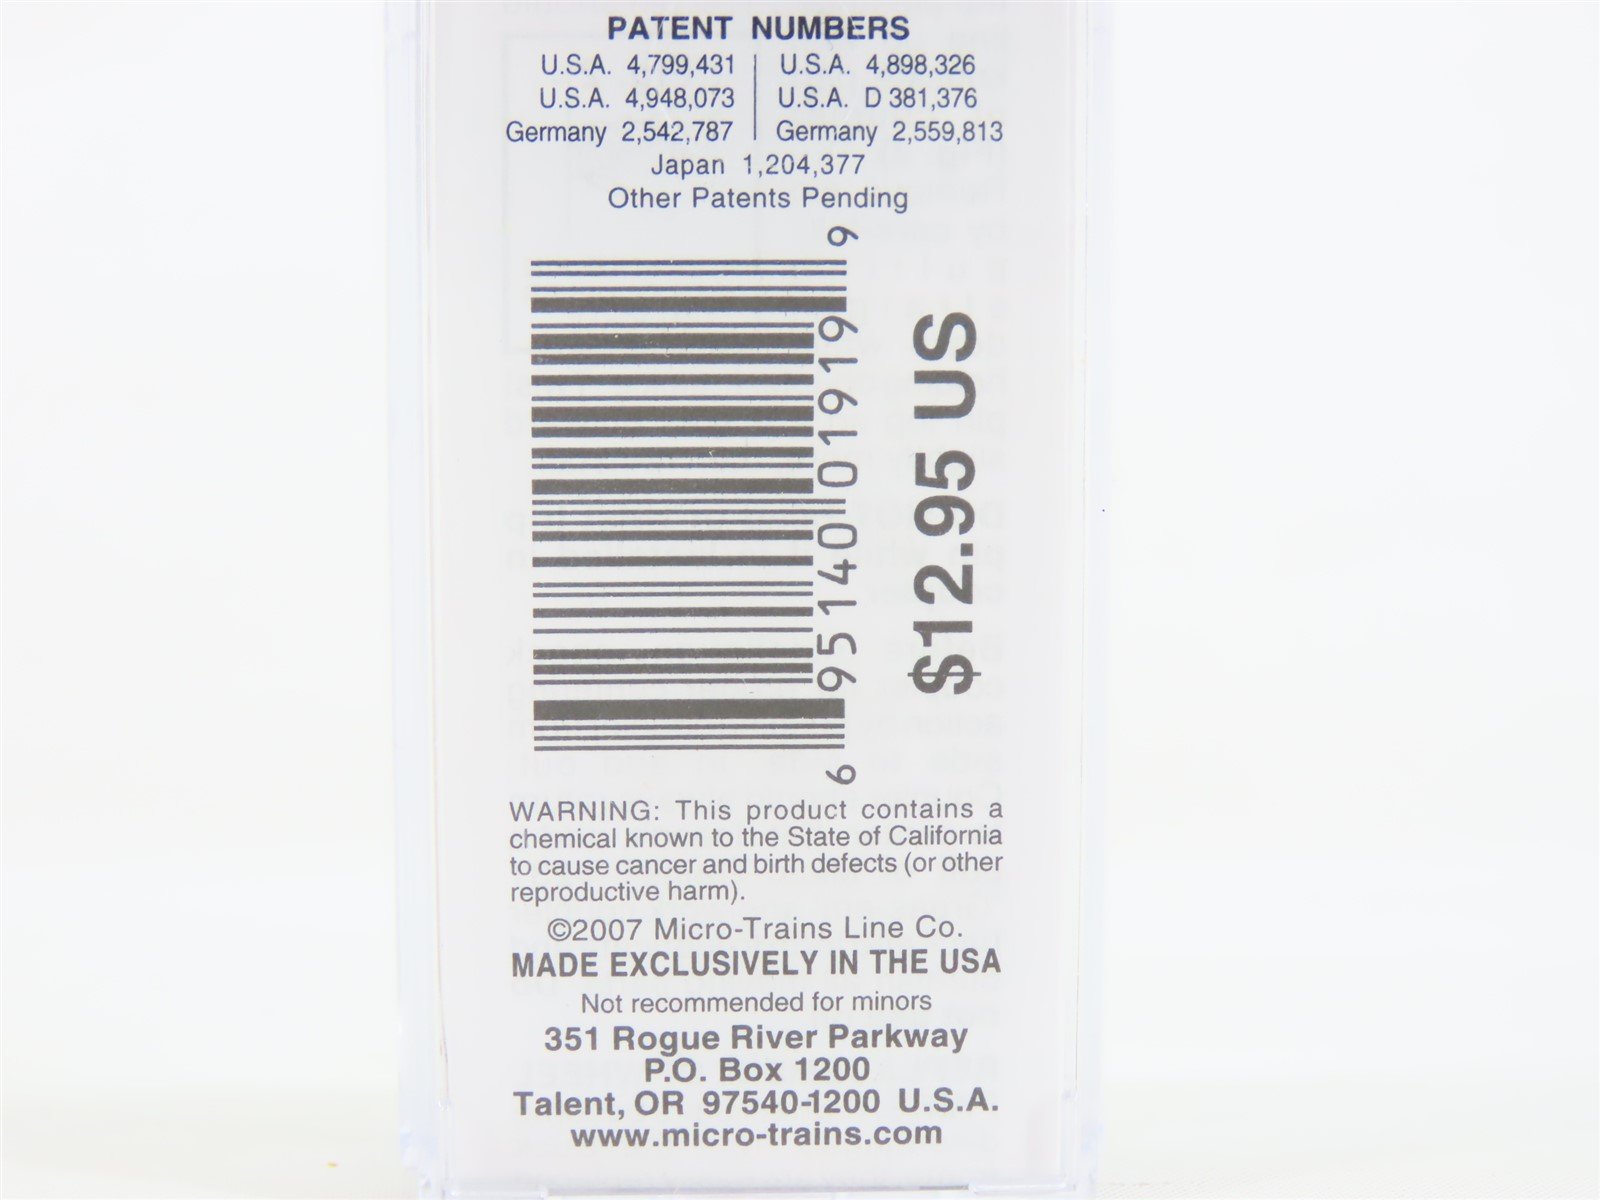 PATENT NUMBERS
U.S.A. 4,799,431 | U.S.A. 4,898,326
U.S.A. 4,948,073 | U.S.A. D 381,376
Germany 2,542,787 | Germany 2,559,813
Japan 1,204,377
Other Patents Pending
6 95140 01919 9
$12.95 US
WARNING: This product contains a
chemical known to the State of California
to cause cancer and birth defects (or other
reproductive harm).
©2007 Micro-Trains Line Co.
MADE EXCLUSIVELY IN THE USA
Not recommended for minors
351 Rogue River Parkway
P.O. Box 1200
Talent, OR 97540-1200 U.S.A.
www.micro-trains.com